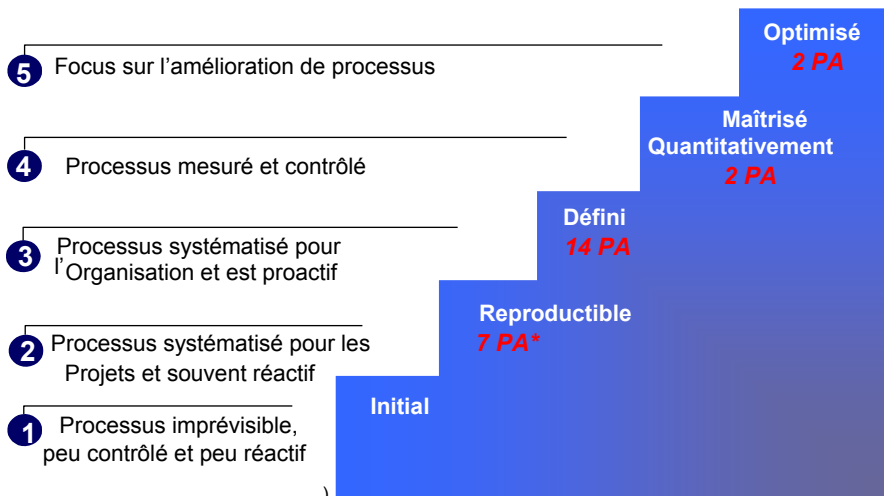 Optimisé
2 PA
5 Focus sur l'amélioration de processus
Maîtrisé
Quantitativement
2 PA
4 Processus mesuré et contrôlé
Défini
14 PA
3 Processus systématisé pour
l'Organisation et est proactif
Reproductible
7 PA*
2 Processus systématisé pour les
Projets et souvent réactif
Initial
1 Processus imprévisible,
peu contrôlé et peu réactif
)